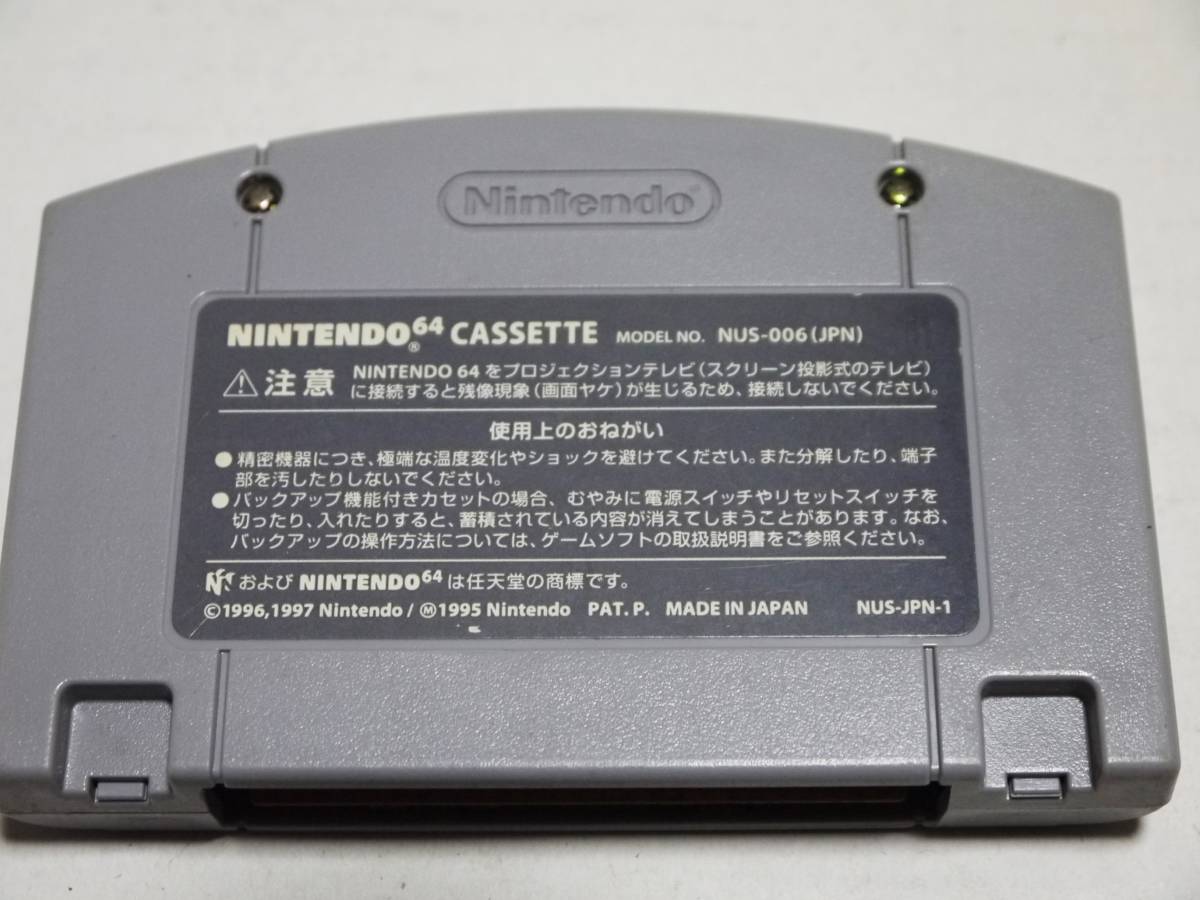 Nintendo®
NINTENDO®64 CASSETTE MODEL NO. NUS-006(JPN)
⚠注意 NINTENDO 64をプロジェクションテレビ(スクリーン投影式のテレビ)
に接続すると残像現象(画面ヤケ)が生じるため、接続しないでください。
使用上のおねがい
●精密機器につき、極端な温度変化やショックを避けてください。また分解したり、端子
部を汚したりしないでください。
●バックアップ機能付きカセットの場合、むやみに電源スイッチやリセットスイッチを
切ったり、入れたりすると、蓄積されている内容が消えてしまうことがあります。なお、
バックアップの操作方法については、ゲームソフトの取扱説明書をご参照ください。
および NINTENDO64 は任天堂の商標です。
©1996,1997 Nintendo / Ⓜ1995 Nintendo PAT. P. MADE IN JAPAN NUS-JPN-1